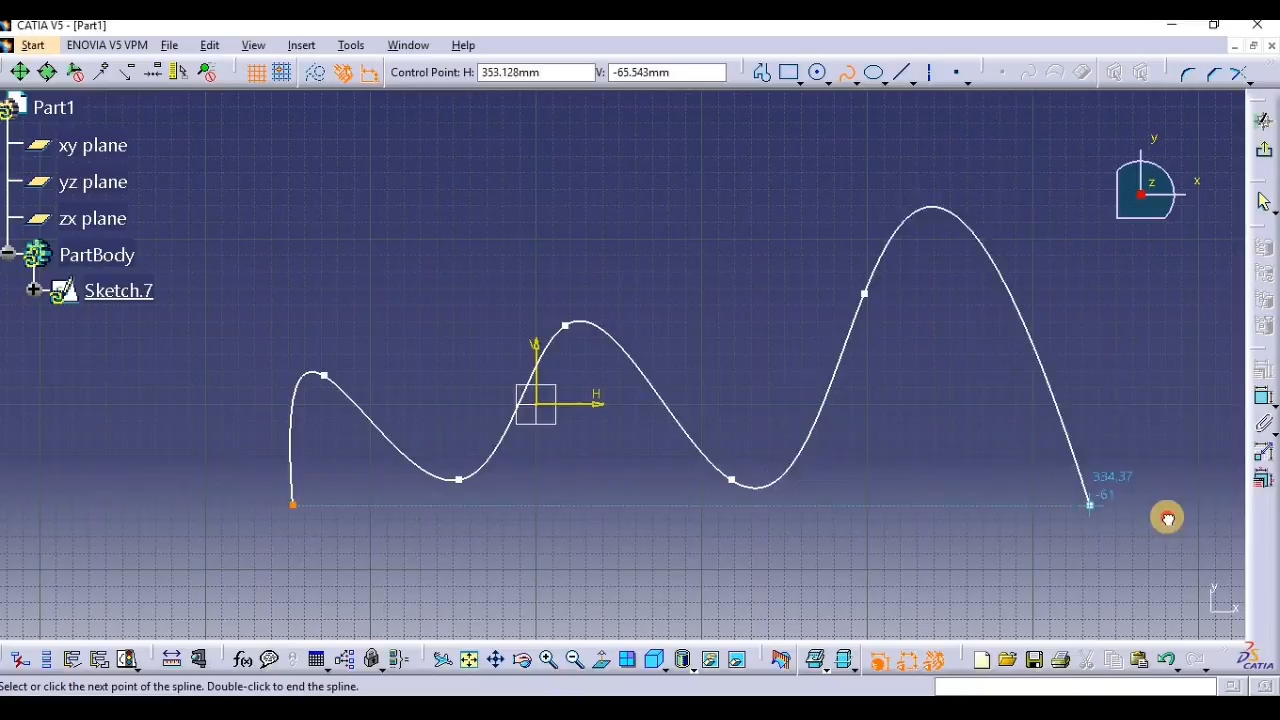 CATIA V5 - [Part1]
Start ENOVIA V5 VPM File Edit View Insert Tools Window Help
Control Point: H: 353.128mm V: -65.543mm
Part1
xy plane
yz plane
zx plane
PartBody
Sketch.7
y
z x
V
H
334.37
-61
y
x
f(x)
CATIA
Select or click the next point of the spline. Double-click to end the spline.